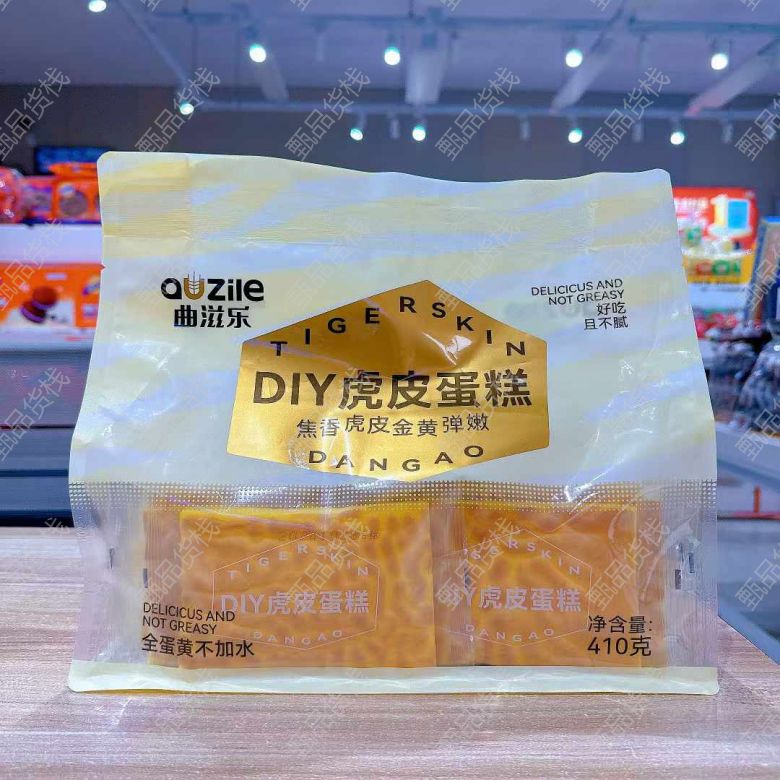 auzile
曲滋乐
DELICICUS AND
NOT GREASY
好吃
且不腻
TIGERSKIN
DIY虎皮蛋糕
焦香虎皮金黄弹嫩
DANGAO
TIGERSKIN
DIY虎皮蛋糕
DANGAO
TIGERSKIN
DIY虎皮蛋糕
DANGAO
DELICICUS AND
NOT GREASY
全蛋黄不加水
净含量:
410克
甄品货栈